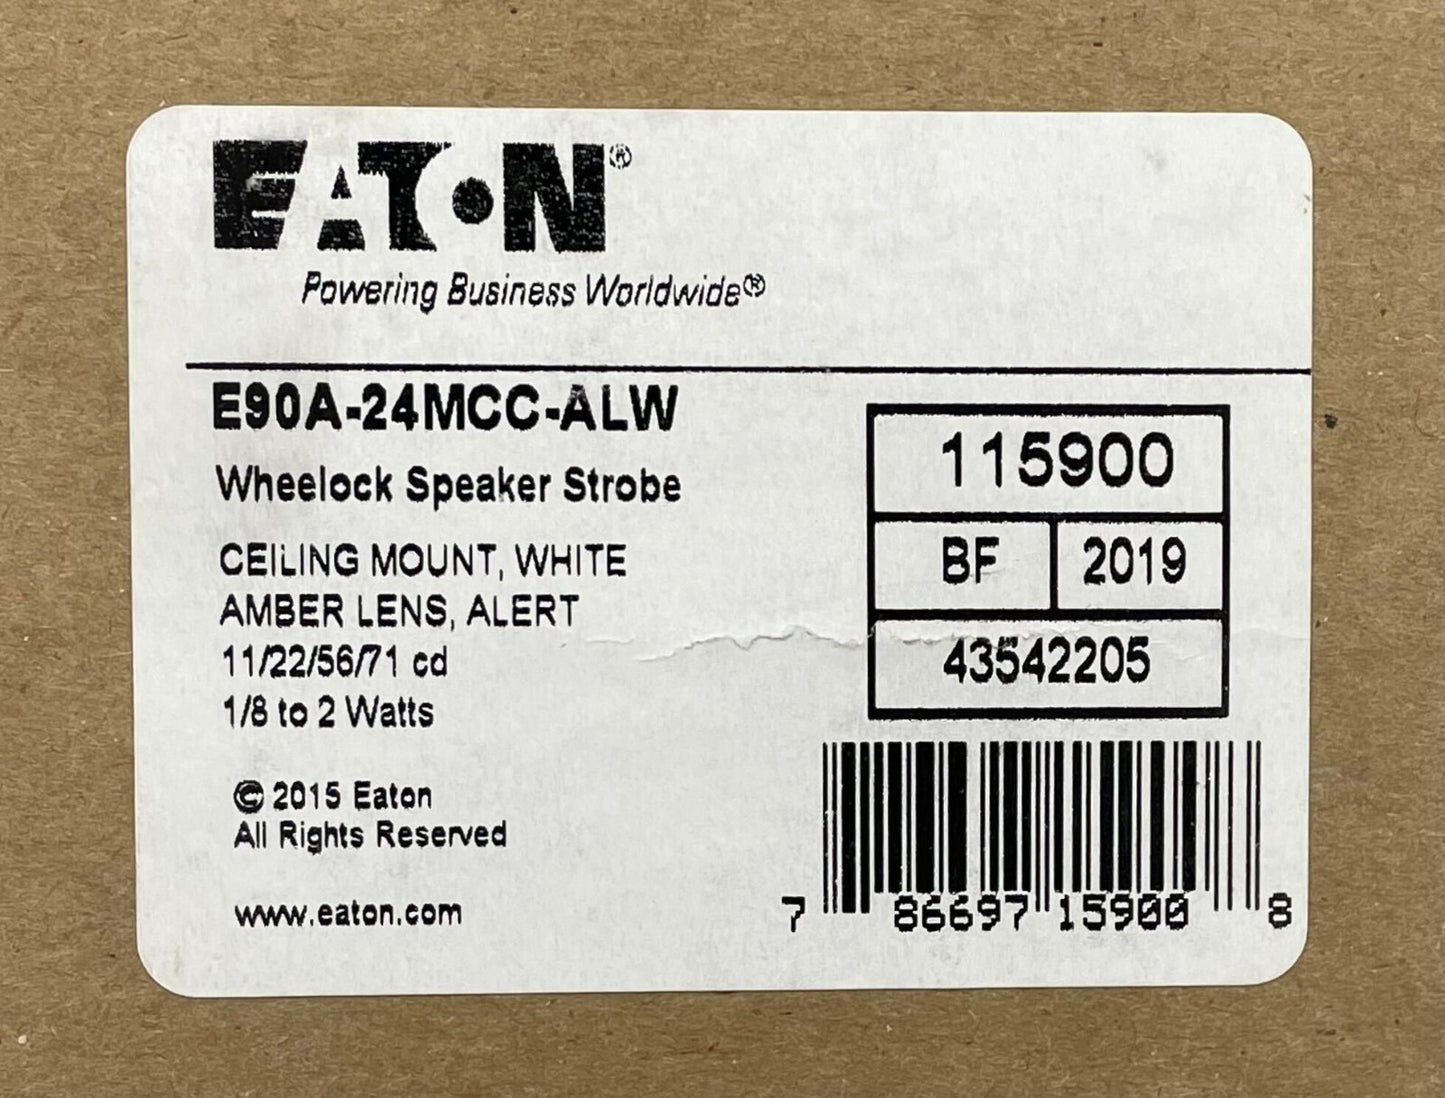 EATON®
Powering Business Worldwide®
E90A-24MCC-ALW
Wheelock Speaker Strobe
CEILING MOUNT, WHITE
AMBER LENS, ALERT
11/22/56/71 cd
1/8 to 2 Watts
© 2015 Eaton
All Rights Reserved
www.eaton.com
115900
BF 2019
43542205
7 86697 15900 8